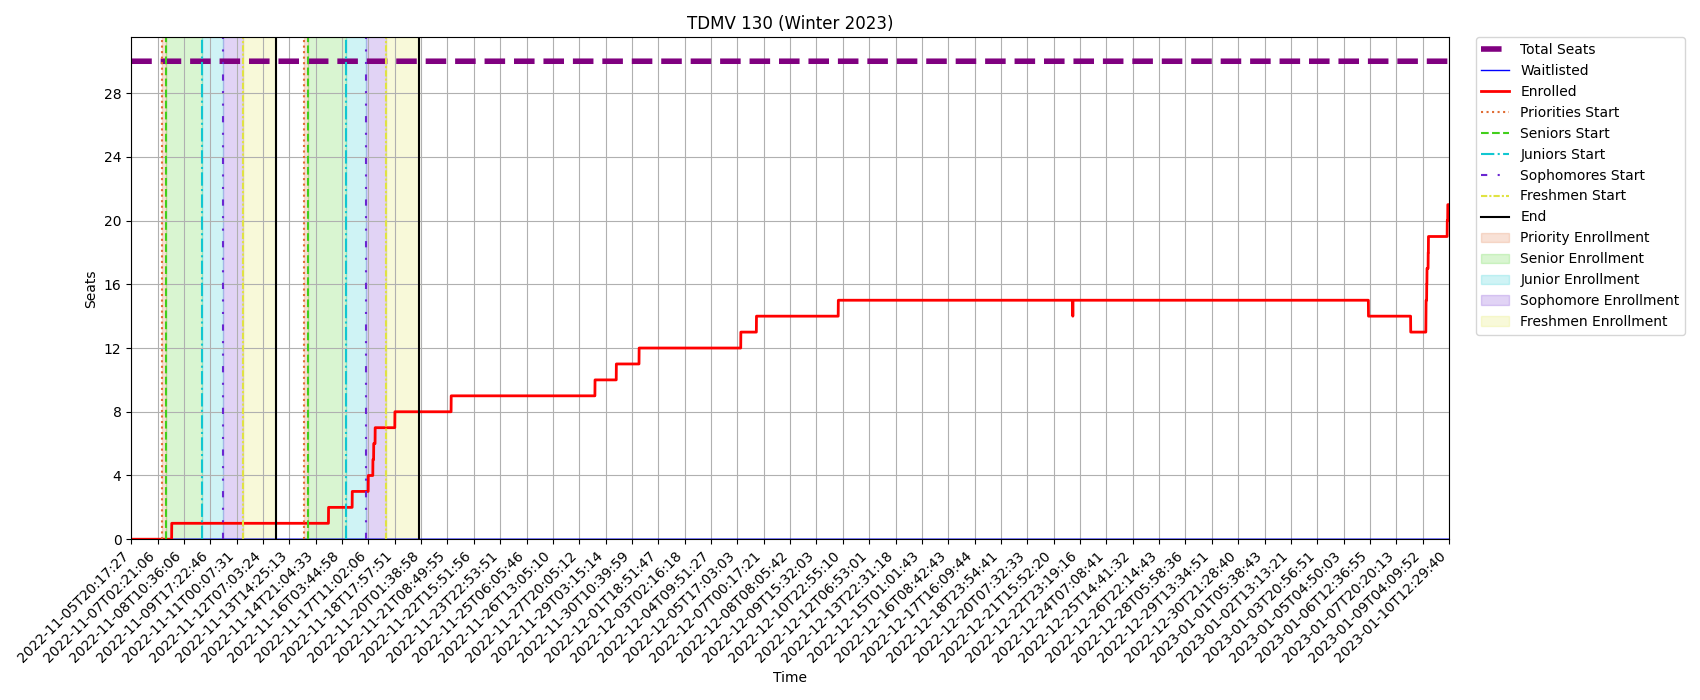 TDMV 130 (Winter 2023)
Seats
28
24
20
16
12
8
4
0
2022-11-05T20:17:27
2022-11-07T02:21:06
2022-11-08T10:36:06
2022-11-09T17:22:46
2022-11-11T00:07:31
2022-11-12T07:03:24
2022-11-13T14:25:13
2022-11-14T21:04:33
2022-11-16T03:44:58
2022-11-17T11:02:06
2022-11-18T17:57:51
2022-11-20T01:38:58
2022-11-21T08:49:55
2022-11-22T15:51:56
2022-11-23T22:53:51
2022-11-25T06:05:46
2022-11-26T13:05:10
2022-11-27T20:05:12
2022-11-29T03:15:14
2022-11-30T10:39:59
2022-12-01T18:51:47
2022-12-03T02:16:18
2022-12-04T09:51:27
2022-12-05T17:03:03
2022-12-07T00:17:21
2022-12-08T08:05:42
2022-12-09T15:32:03
2022-12-10T22:55:10
2022-12-12T06:53:01
2022-12-13T22:31:18
2022-12-15T01:01:43
2022-12-16T08:42:43
2022-12-17T16:09:44
2022-12-18T23:54:41
2022-12-20T07:32:33
2022-12-21T15:52:20
2022-12-22T23:19:16
2022-12-24T07:08:41
2022-12-25T14:41:32
2022-12-26T22:14:43
2022-12-28T05:58:36
2022-12-29T13:34:51
2022-12-30T21:28:40
2023-01-01T05:38:43
2023-01-02T13:13:21
2023-01-03T20:56:51
2023-01-05T04:50:03
2023-01-06T12:36:55
2023-01-07T20:20:13
2023-01-09T04:09:52
2023-01-10T12:29:40
Time
Total Seats
Waitlisted
Enrolled
Priorities Start
Seniors Start
Juniors Start
Sophomores Start
Freshmen Start
End
Priority Enrollment
Senior Enrollment
Junior Enrollment
Sophomore Enrollment
Freshmen Enrollment